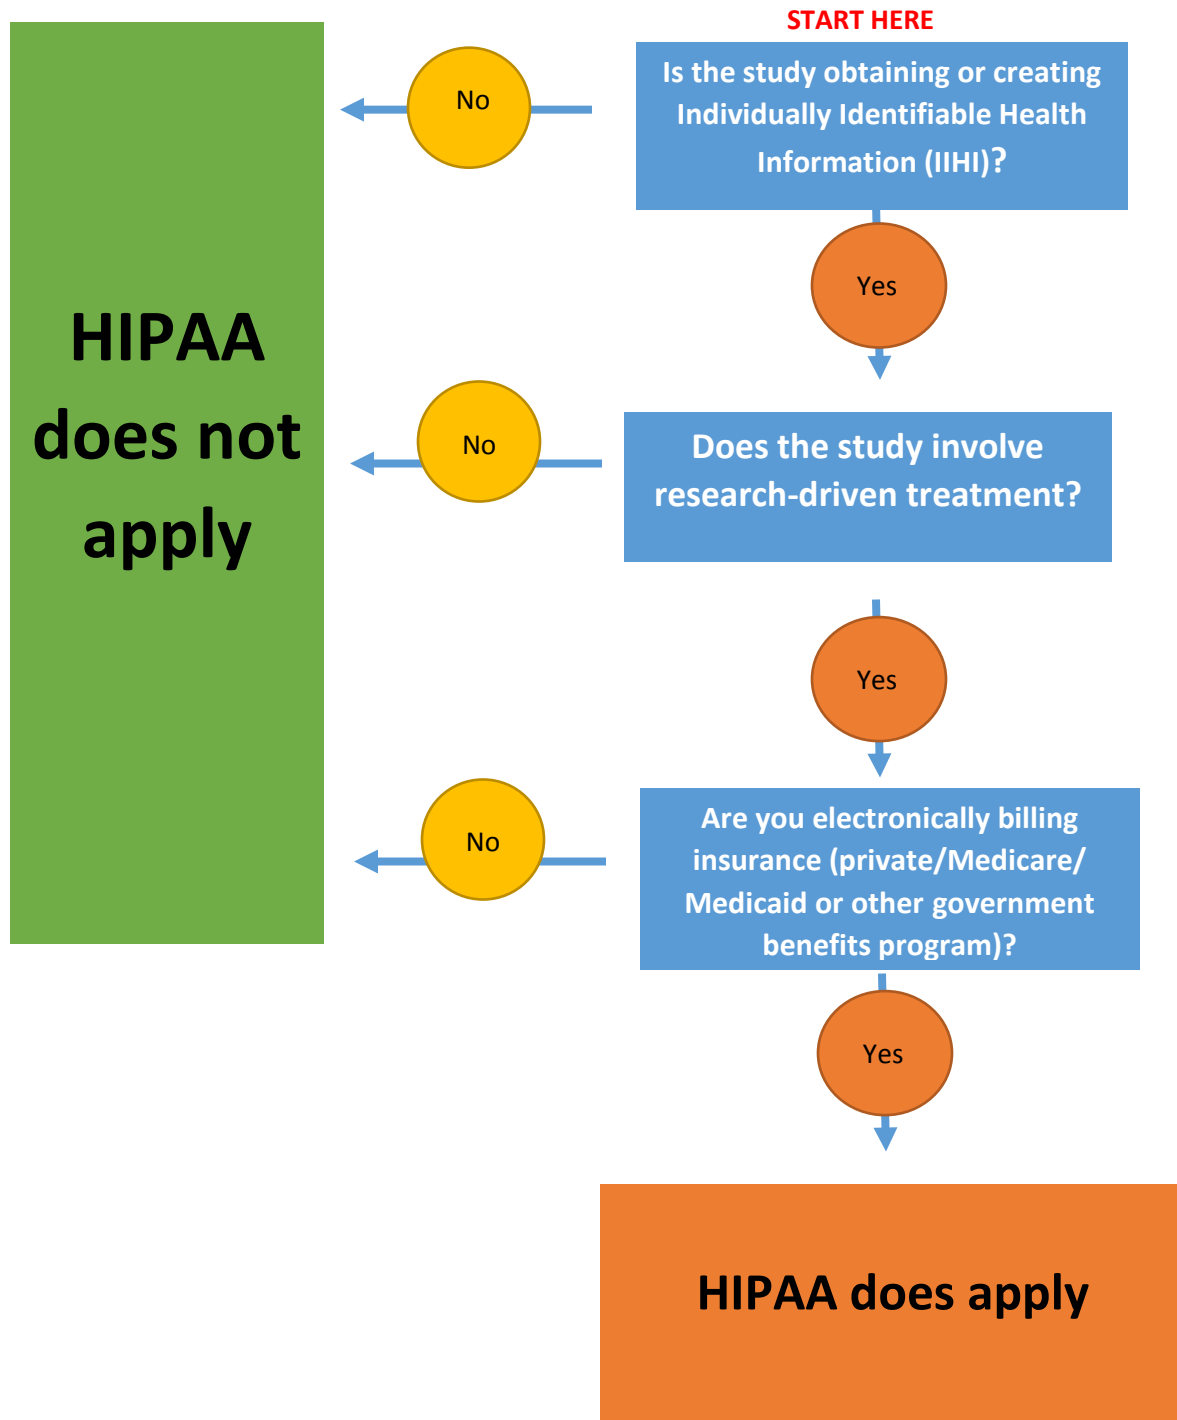 START HERE
Is the study obtaining or creating
Individually Identifiable Health
Information (IIHI)?
No
Yes
HIPAA
does not
apply
Does the study involve
research-driven treatment?
No
Yes
Are you electronically billing
insurance (private/Medicare/
Medicaid or other government
benefits program)?
No
Yes
HIPAA does apply